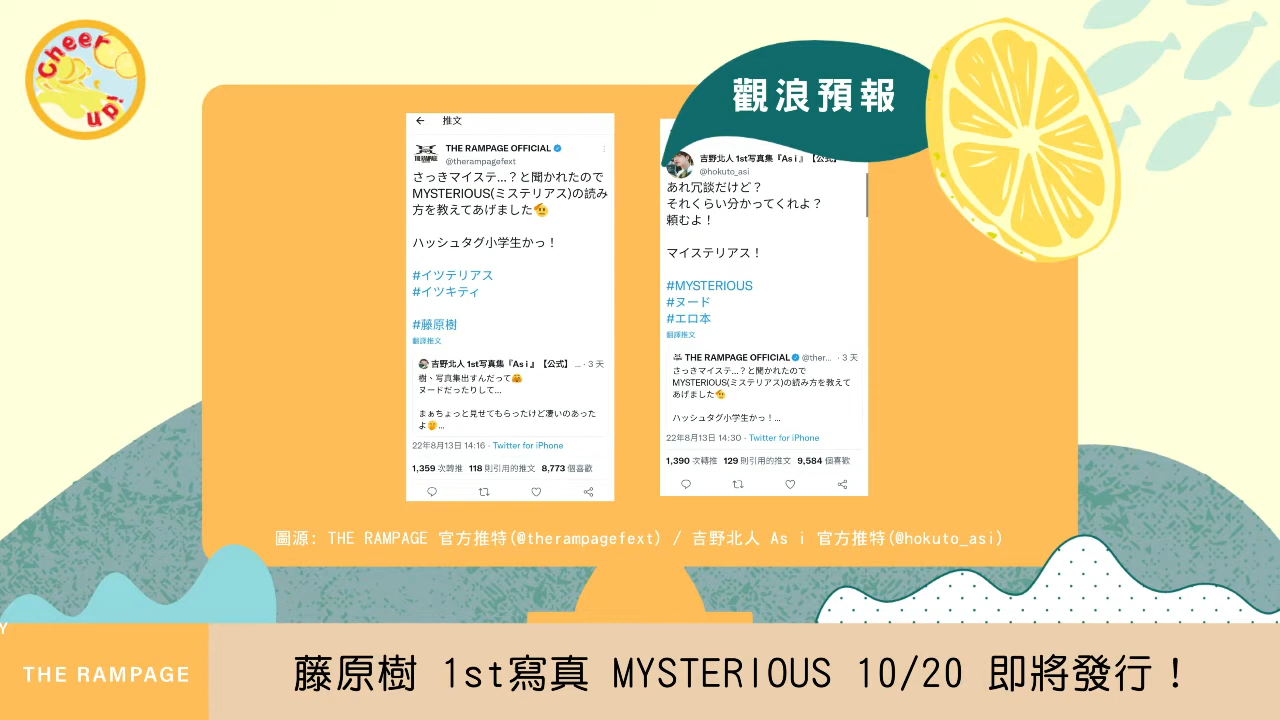 Cheer
up!
觀浪預報
← 推文
THE RAMPAGE OFFICIAL
@therampagefext
さっきマイステ...？と聞かれたので
MYSTERIOUS(ミステリアス)の読み
方を教えてあげました🫡
ハッシュタグ小学生かっ！
#イツテリアス
#イツキティ
#藤原樹
翻譯推文
吉野北人 1st写真集『As i 』【公式】 ... · 3 天
樹、写真集出すんだって🤗
ヌードだったりして...
まぁちょっと見せてもらったけど凄いのあった
よ🫡...
22年8月13日 14:16 · Twitter for iPhone
1,359 次轉推 118 則引用的推文 8,773 個喜歡
吉野北人 1st写真集『As i 』【公式】
@hokuto_asi
あれ冗談だけど？
それくらい分かってくれよ？
頼むよ！
マイステリアス！
#MYSTERIOUS
#ヌード
#エロ本
翻譯推文
THE RAMPAGE OFFICIAL @ther... · 3 天
さっきマイステ...？と聞かれたので
MYSTERIOUS(ミステリアス)の読み方を教えて
あげました🫡
ハッシュタグ小学生かっ！...
22年8月13日 14:30 · Twitter for iPhone
1,390 次轉推 129 則引用的推文 9,584 個喜歡
圖源: THE RAMPAGE 官方推特(@therampagefext) / 吉野北人 As i 官方推特(@hokuto_asi)
Y
THE RAMPAGE
藤原樹 1st寫真 MYSTERIOUS 10/20 即將發行！